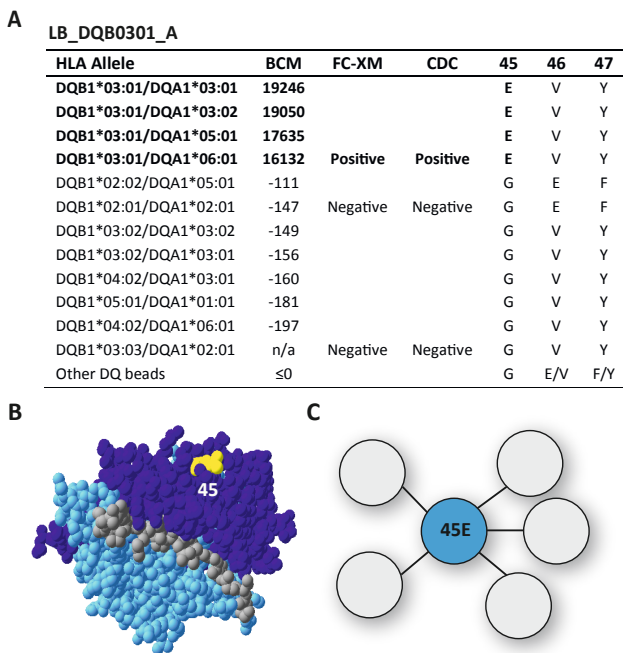 A
LB_DQB0301_A
HLA Allele BCM FC-XM CDC 45 46 47
DQB1*03:01/DQA1*03:01 19246 E V Y
DQB1*03:01/DQA1*03:02 19050 E V Y
DQB1*03:01/DQA1*05:01 17635 E V Y
DQB1*03:01/DQA1*06:01 16132 Positive Positive E V Y
DQB1*02:02/DQA1*05:01 -111 G E F
DQB1*02:01/DQA1*02:01 -147 Negative Negative G E F
DQB1*03:02/DQA1*03:02 -149 G V Y
DQB1*03:02/DQA1*03:01 -156 G V Y
DQB1*04:02/DQA1*03:01 -160 G V Y
DQB1*05:01/DQA1*01:01 -181 G V Y
DQB1*04:02/DQA1*06:01 -197 G V Y
DQB1*03:03/DQA1*02:01 n/a Negative Negative G V Y
Other DQ beads ≤0 G E/V F/Y
B
45
C
45E